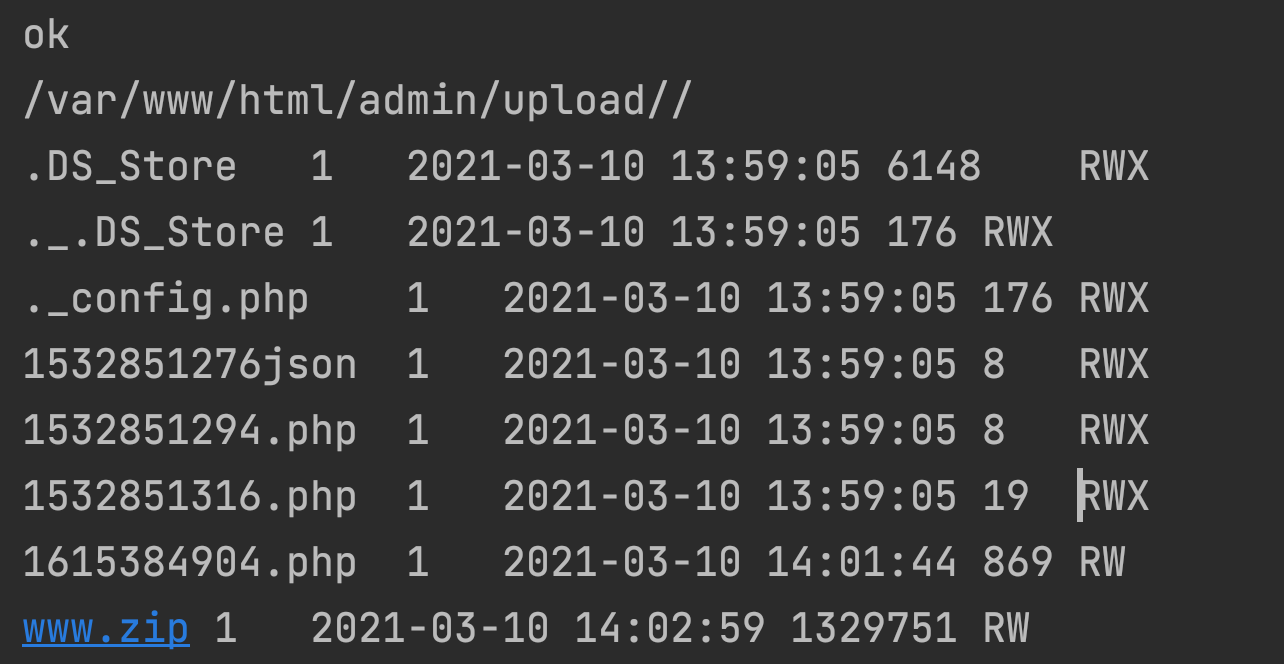 ok
/var/www/html/admin/upload//
.DS_Store 1 2021-03-10 13:59:05 6148 RWX
._.DS_Store 1 2021-03-10 13:59:05 176 RWX
._config.php 1 2021-03-10 13:59:05 176 RWX
1532851276json 1 2021-03-10 13:59:05 8 RWX
1532851294.php 1 2021-03-10 13:59:05 8 RWX
1532851316.php 1 2021-03-10 13:59:05 19 RWX
1615384904.php 1 2021-03-10 14:01:44 869 RW
www.zip 1 2021-03-10 14:02:59 1329751 RW